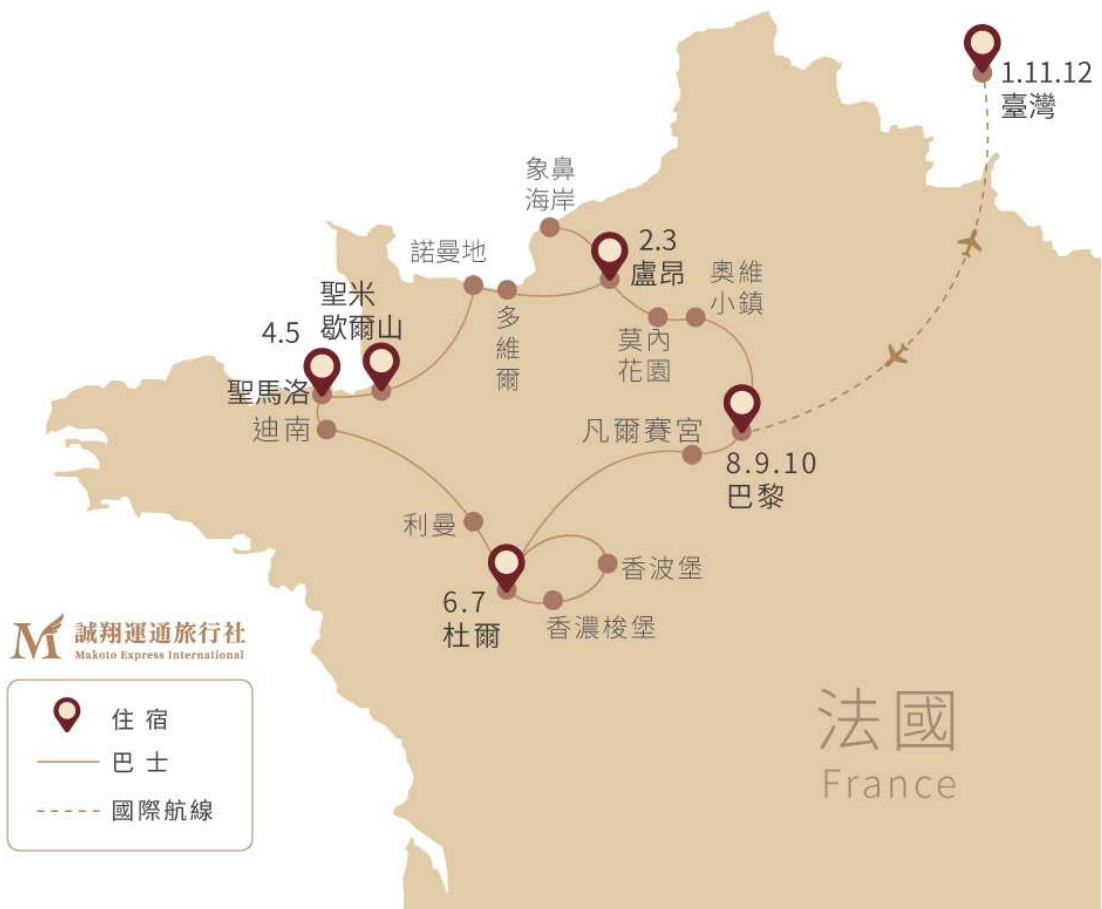 1.11.12
臺灣
象鼻
海岸
諾曼地
2.3
盧昂
奧維
小鎮
聖米
歇爾山
4.5
多維爾
莫內
花園
聖馬洛
迪南
凡爾賽宮
8.9.10
巴黎
利曼
香波堡
6.7
杜爾
香濃梭堡
M 誠翔運通旅行社
Makoto Express International
住宿
巴士
國際航線
法國
France